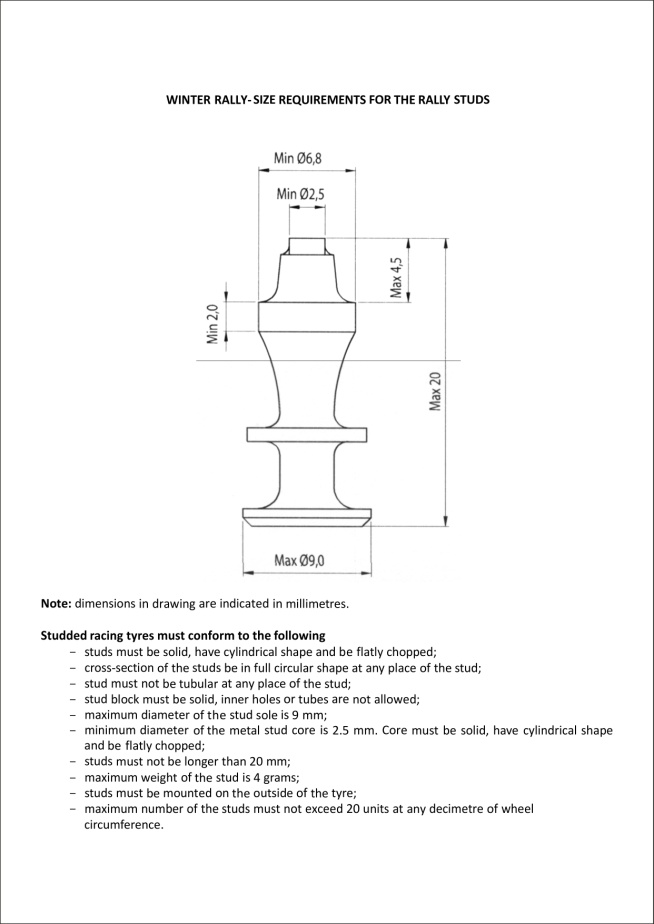 WINTER RALLY- SIZE REQUIREMENTS FOR THE RALLY STUDS
Min Ø6,8
Min Ø2,5
Max 4,5
Min 2,0
Max 20
Max Ø9,0
Note: dimensions in drawing are indicated in millimetres.
Studded racing tyres must conform to the following
– studs must be solid, have cylindrical shape and be flatly chopped;
– cross-section of the studs be in full circular shape at any place of the stud;
– stud must not be tubular at any place of the stud;
– stud block must be solid, inner holes or tubes are not allowed;
– maximum diameter of the stud sole is 9 mm;
– minimum diameter of the metal stud core is 2.5 mm. Core must be solid, have cylindrical shape
and be flatly chopped;
– studs must not be longer than 20 mm;
– maximum weight of the stud is 4 grams;
– studs must be mounted on the outside of the tyre;
– maximum number of the studs must not exceed 20 units at any decimetre of wheel
circumference.